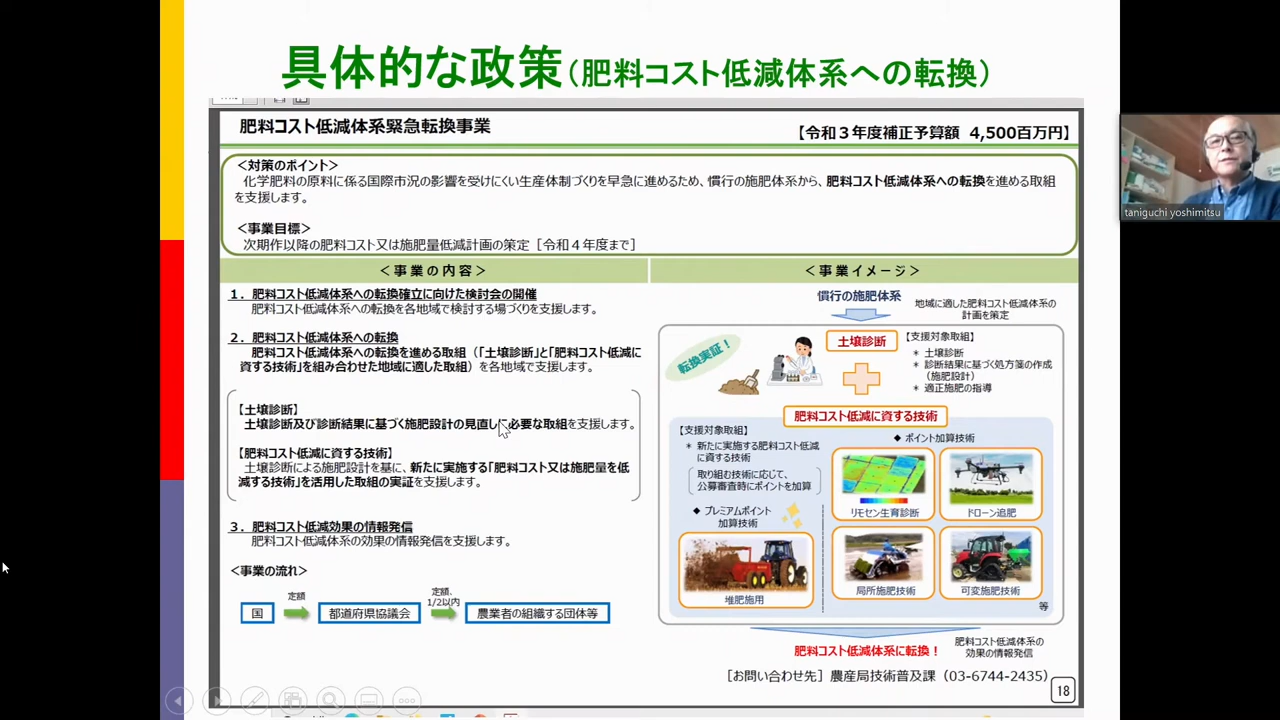 具体的な政策(肥料コスト低減体系への転換)
肥料コスト低減体系緊急転換事業
【令和3年度補正予算額 4,500百万円】
<対策のポイント>
化学肥料の原料に係る国際市況の影響を受けにくい生産体制づくりを早急に進めるため、慣行の施肥体系から、肥料コスト低減体系への転換を進める取組
を支援します。
<事業目標>
次期作以降の肥料コスト又は施肥量低減計画の策定[令和4年度まで]
<事業の内容>
1.肥料コスト低減体系への転換確立に向けた検討会の開催
肥料コスト低減体系への転換を各地域で検討する場づくりを支援します。
2.肥料コスト低減体系への転換
肥料コスト低減体系への転換を進める取組(「土壌診断」と「肥料コスト低減に
資する技術」を組み合わせた地域に適した取組)を各地域で支援します。
【土壌診断】
土壌診断及び診断結果に基づく施肥設計の見直しに必要な取組を支援します。
【肥料コスト低減に資する技術】
土壌診断による施肥設計を基に、新たに実施する「肥料コスト又は施肥量を低
減する技術」を活用した取組の実証を支援します。
3.肥料コスト低減効果の情報発信
肥料コスト低減体系の効果の情報発信を支援します。
<事業の流れ>
定額
定額、
1/2以内
国
都道府県協議会
農業者の組織する団体等
<事業イメージ>
慣行の施肥体系
地域に適した肥料コスト低減体系の
計画を策定
転換実証!
土壌診断
【支援対象取組】
* 土壌診断
* 診断結果に基づく処方箋の作成
(施肥設計)
* 適正施肥の指導
肥料コスト低減に資する技術
【支援対象取組】
* 新たに実施する肥料コスト低減
に資する技術
取り組む技術に応じて、
公募審査時にポイントを加算
◆ プレミアムポイント
加算技術
堆肥施用
◆ ポイント加算技術
リモセン生育診断
ドローン追肥
局所施肥技術
可変施肥技術
等
肥料コスト低減体系に転換!
肥料コスト低減体系の
効果の情報発信
[お問い合わせ先] 農産局技術普及課(03-6744-2435)
18
taniguchi yoshimitsu